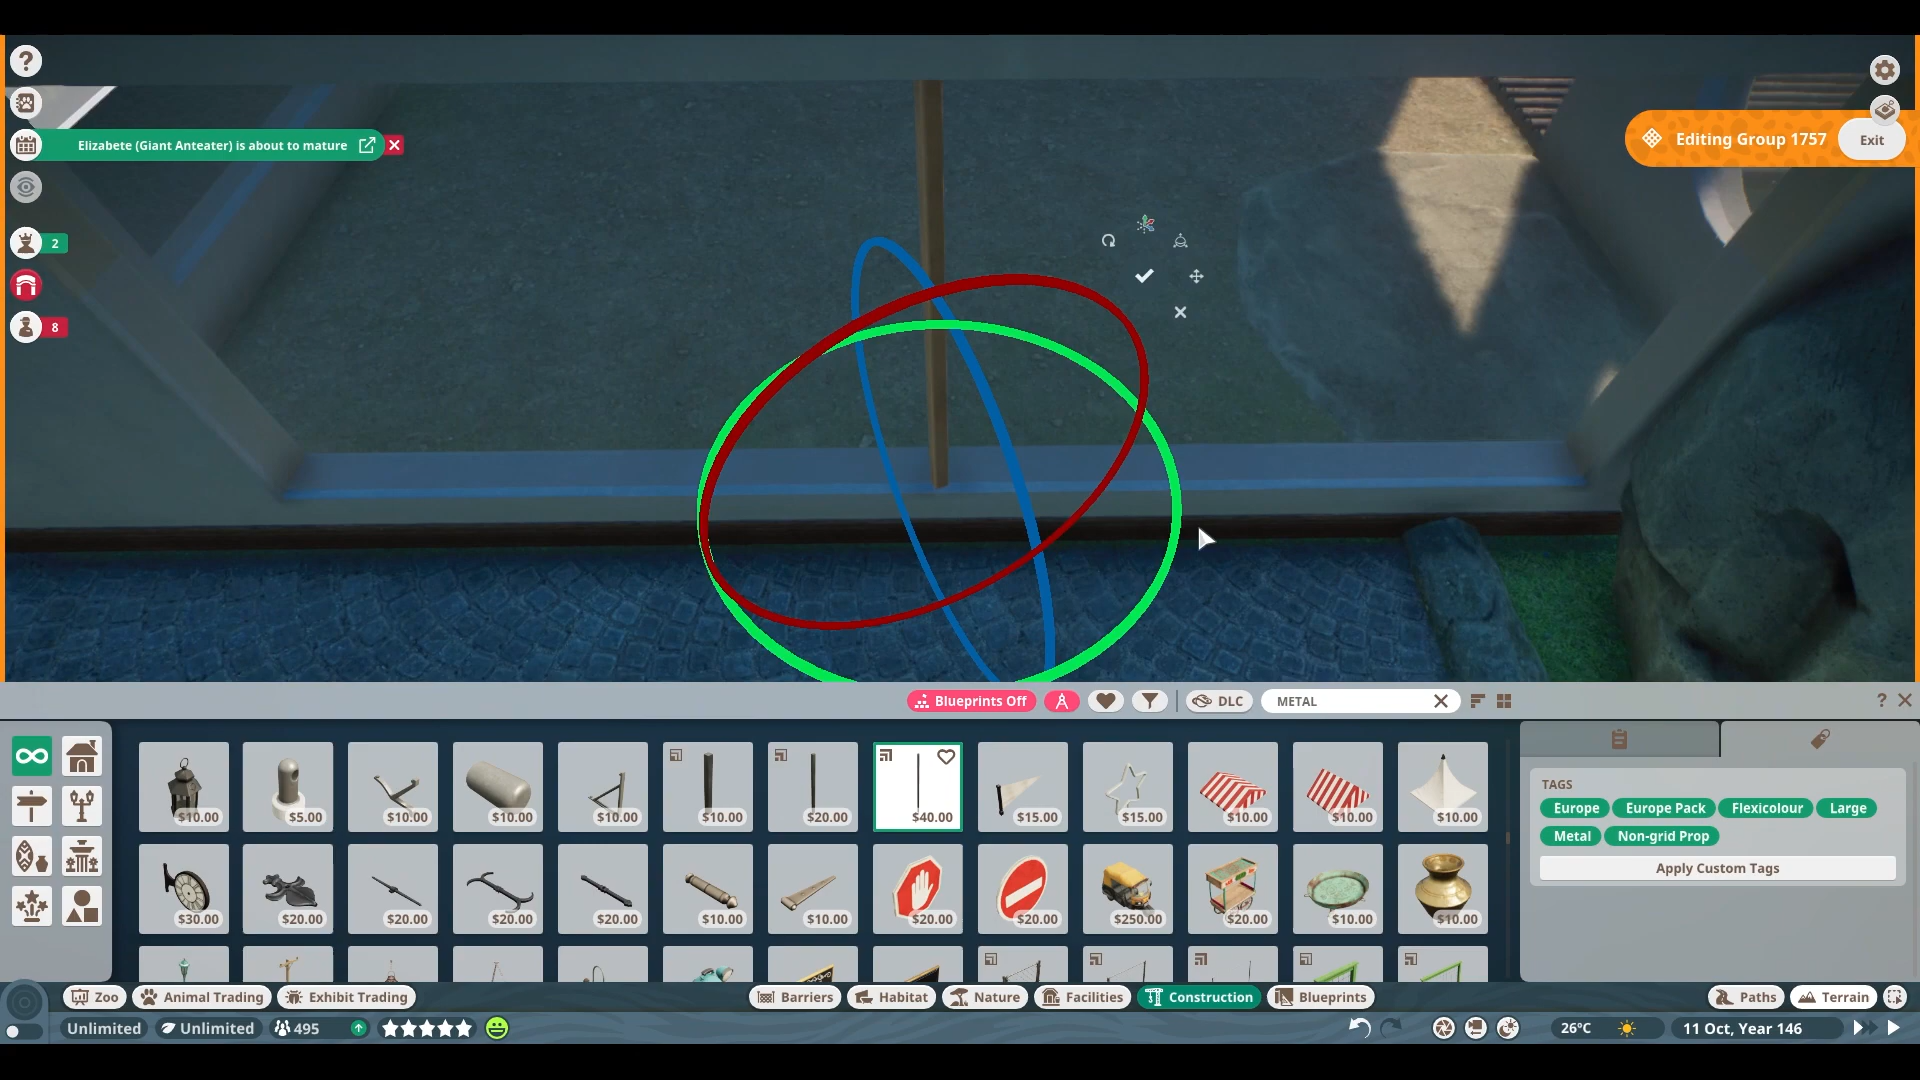 ?
Elizabete (Giant Anteater) is about to mature
Editing Group 1757
Exit
2
8
Blueprints Off
DLC
METAL
?
$10.00 $5.00 $10.00 $10.00 $10.00 $10.00 $20.00 $40.00 $15.00 $15.00 $10.00 $10.00 $10.00
$30.00 $20.00 $20.00 $20.00 $20.00 $10.00 $10.00 $20.00 $20.00 $250.00 $20.00 $10.00 $10.00
TAGS
Europe Europe Pack Flexicolour Large
Metal Non-grid Prop
Apply Custom Tags
Zoo Animal Trading Exhibit Trading Barriers Habitat Nature Facilities Construction Blueprints Paths Terrain
Unlimited Unlimited 495 26°C 11 Oct, Year 146